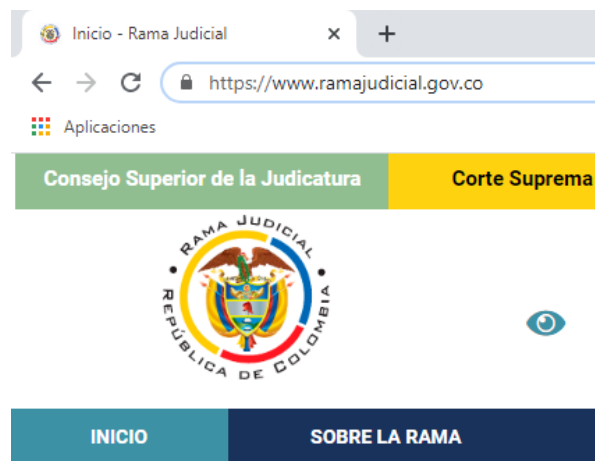 Inicio - Rama Judicial
https://www.ramajudicial.gov.co
Aplicaciones
Consejo Superior de la Judicatura
Corte Suprema
RAMA JUDICIAL
REPÚBLICA DE COLOMBIA
INICIO
SOBRE LA RAMA